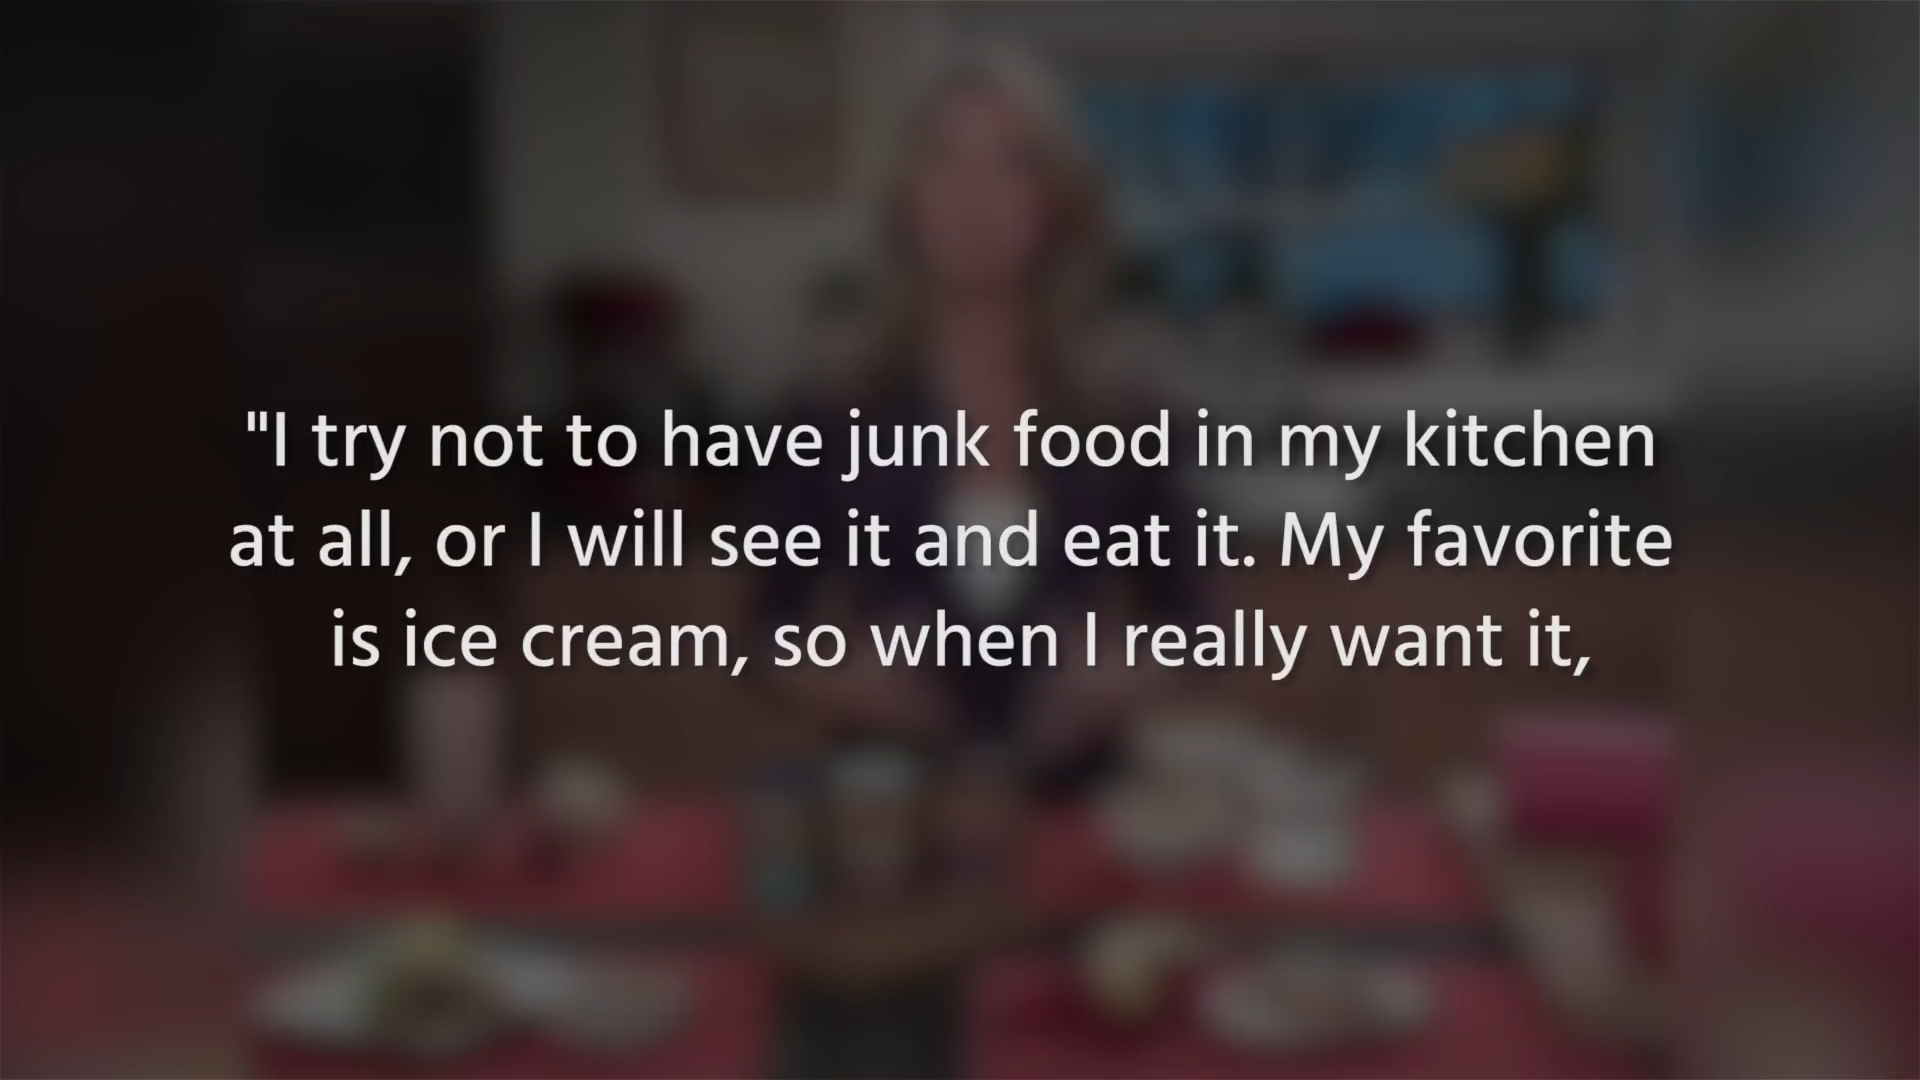 "I try not to have junk food in my kitchen
at all, or I will see it and eat it. My favorite
is ice cream, so when I really want it,